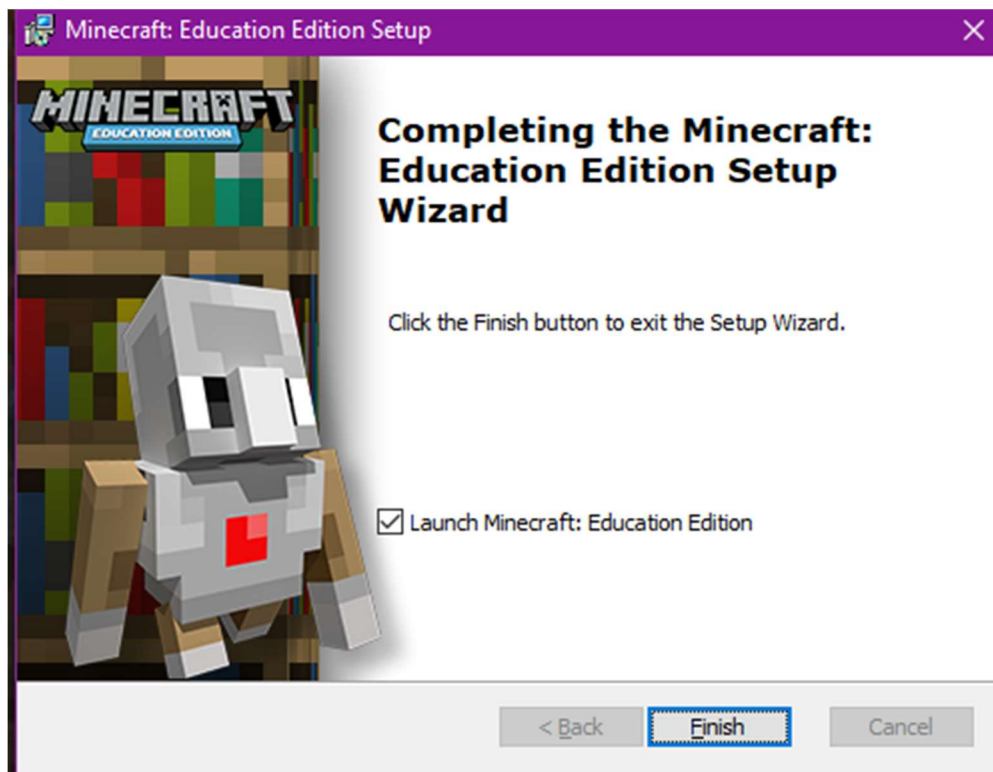 Minecraft: Education Edition Setup
MINECRAFT
EDUCATION EDITION
Completing the Minecraft:
Education Edition Setup
Wizard
Click the Finish button to exit the Setup Wizard.
Launch Minecraft: Education Edition
< Back
Finish
Cancel